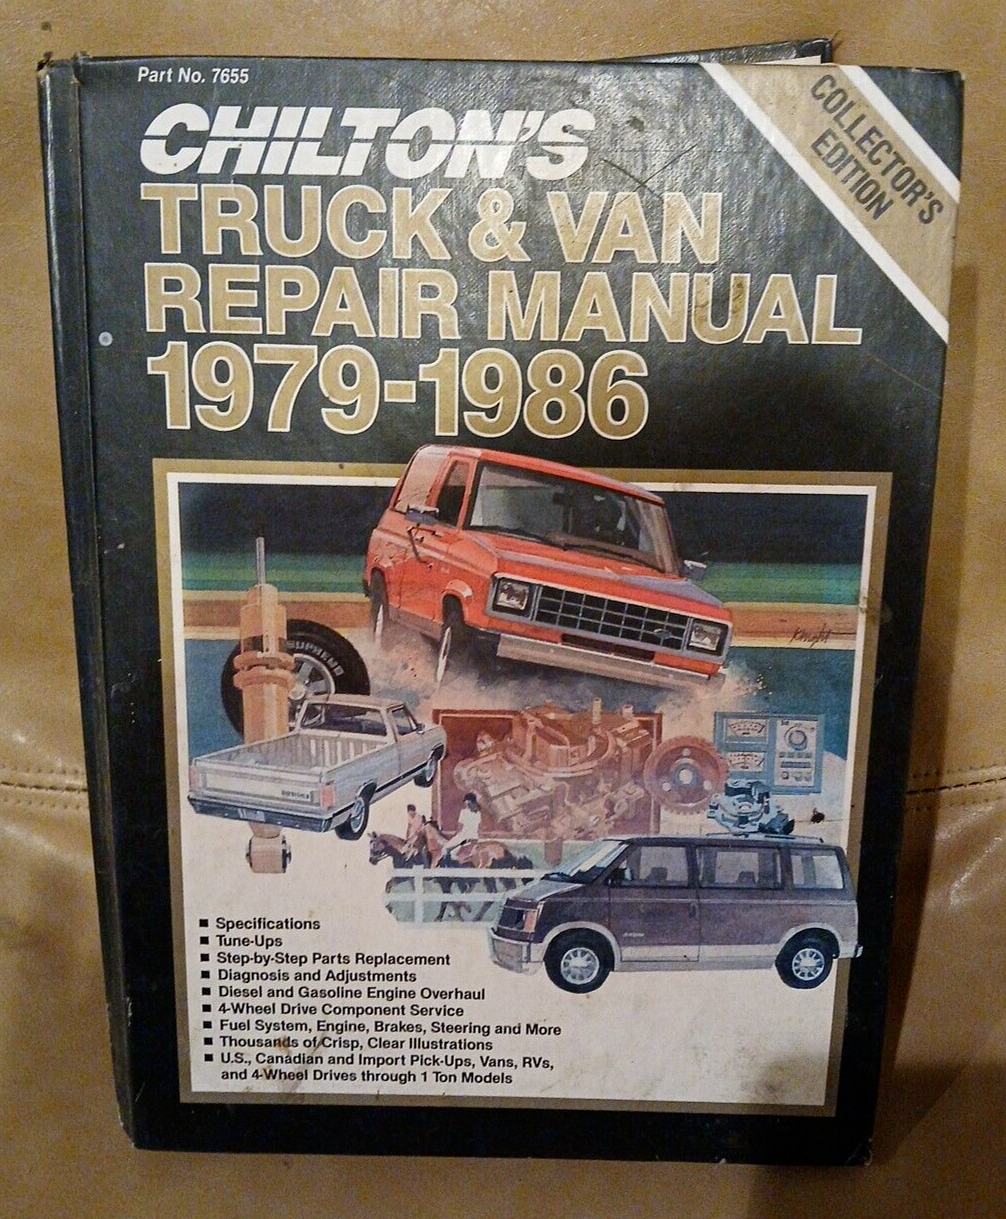 Part No. 7655
COLLECTOR'S
EDITION
CHILTON'S
TRUCK & VAN
REPAIR MANUAL
1979-1986
Knight
SUPREMO
DODGE
■ Specifications
■ Tune-Ups
■ Step-by-Step Parts Replacement
■ Diagnosis and Adjustments
■ Diesel and Gasoline Engine Overhaul
■ 4-Wheel Drive Component Service
■ Fuel System, Engine, Brakes, Steering and More
■ Thousands of Crisp, Clear Illustrations
■ U.S., Canadian and Import Pick-Ups, Vans, RVs,
and 4-Wheel Drives through 1 Ton Models